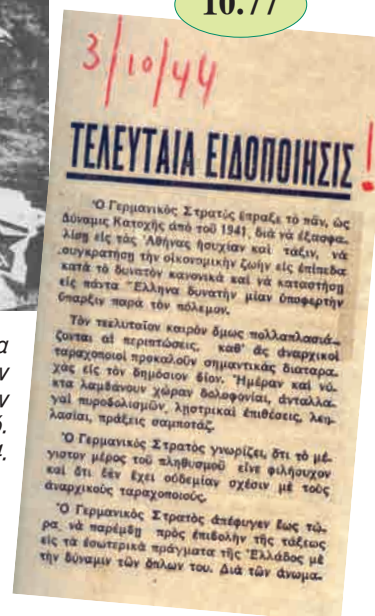 10.77
3/10/44
ΤΕΛΕΥΤΑΙΑ ΕΙΔΟΠΟΙΗΣΙΣ!
Ὁ Γερμανικὸς Στρατὸς ἔπραξε τὸ πᾶν, ὡς
Δύναμις Κατοχῆς ἀπὸ τοῦ 1941, διὰ νὰ ἐξασφα-
λίση εἰς τὰς Ἀθήνας ἡσυχίαν καὶ τάξιν, νὰ
συγκρατήση τὴν οἰκονομικὴν ζωὴν εἰς ἐπίπεδα
κατὰ τὸ δυνατὸν κανονικὰ καὶ νὰ καταστήση
εἰς πάντα Ἕλληνα δυνατὴν μίαν ὑποφερτὴν
ὕπαρξιν παρὰ τὸν πόλεμον.
Τὸν τελευταῖον καιρὸν ὅμως πολλαπλασιά-
ζονται αἱ περιπτώσεις, καθ' ἃς ἀναρχικοὶ
ταραχοποιοὶ προκαλοῦν σημαντικὰς διαταρα-
χὰς εἰς τὸν δημόσιον βίον. Ἡμέραν καὶ νύ-
κτα λαμβάνουν χώραν δολοφονίαι, ἀνταλλα-
γαὶ πυροβολισμῶν, λῃστρικαὶ ἐπιθέσεις, λεη-
λασίαι, πράξεις σαμποτάζ.
Ὁ Γερμανικὸς Στρατὸς γνωρίζει, ὅτι τὸ μέ-
γιστον μέρος τοῦ πληθυσμοῦ εἶνε φιλήσυχον
καὶ ὅτι δὲν ἔχει οὐδεμίαν σχέσιν μὲ τοὺς
ἀναρχικοὺς ταραχοποιούς.
Ὁ Γερμανικὸς Στρατὸς ἀπέφυγεν ἕως τώ-
ρα νὰ παρέμβη πρὸς ἐπιβολὴν τῆς τάξεως
εἰς τὰ ἐσωτερικὰ πράγματα τῆς Ἑλλάδος μὲ
τὴν δύναμιν τῶν ὅπλων του. Διὰ τῶν ἀνωμα-